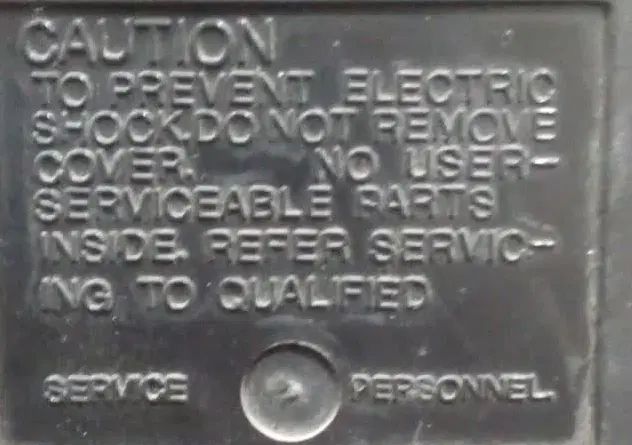 CAUTION
TO PREVENT ELECTRIC
SHOCK,DO NOT REMOVE
COVER. NO USER-
SERVICEABLE PARTS
INSIDE. REFER SERVIC-
ING TO QUALIFIED
SERVICE PERSONNEL.